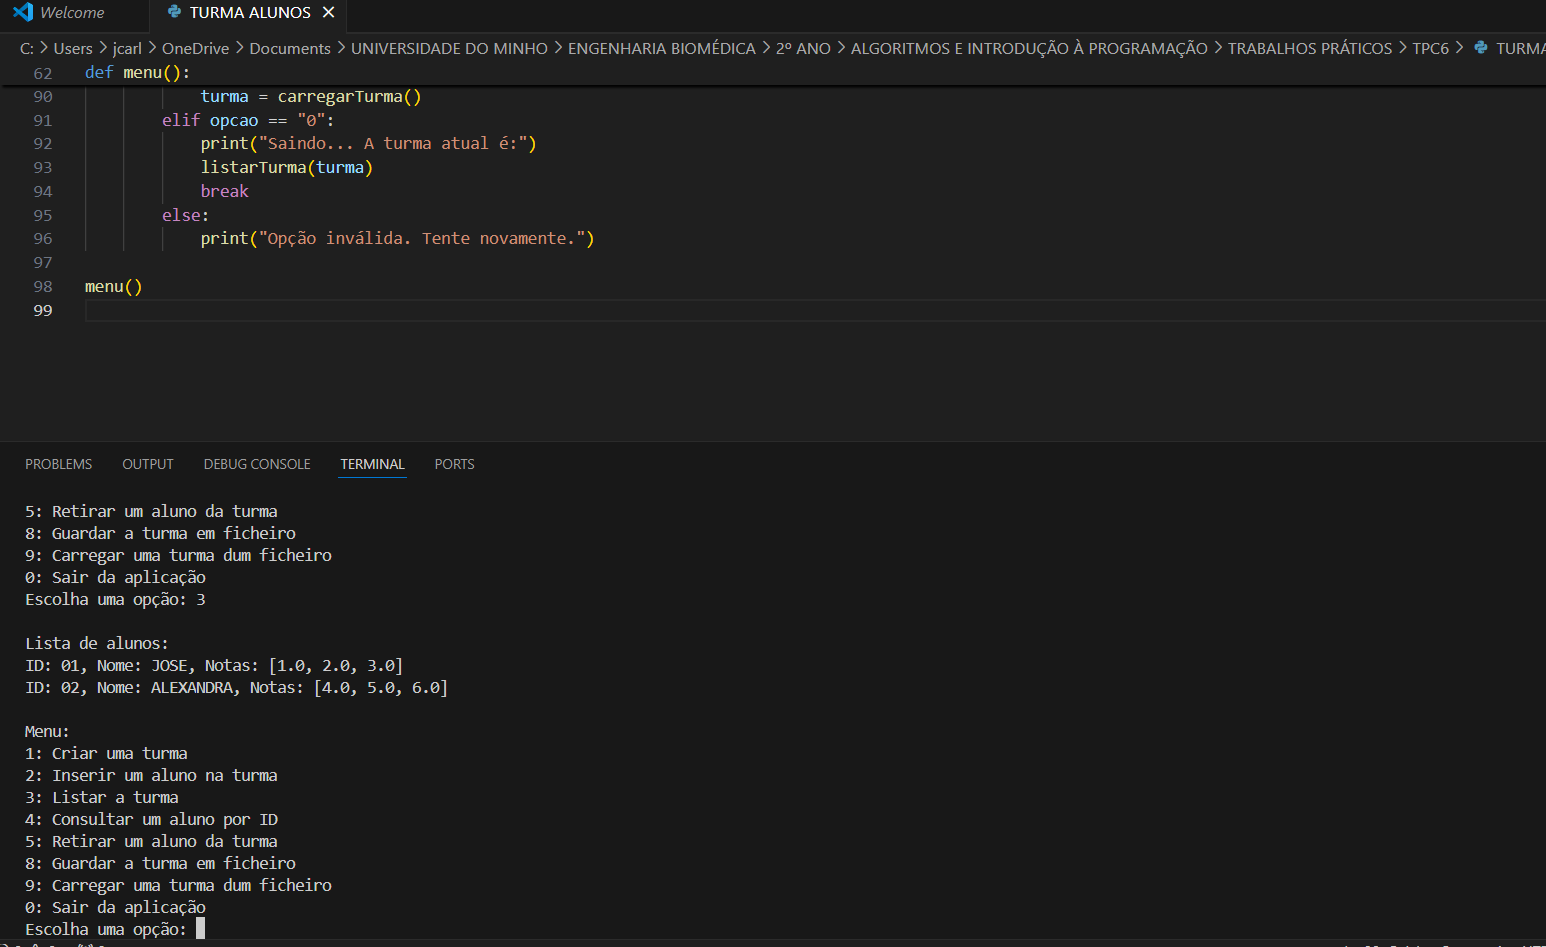 Welcome
TURMA ALUNOS
C: > Users > jcarl > OneDrive > Documents > UNIVERSIDADE DO MINHO > ENGENHARIA BIOMÉDICA > 2º ANO > ALGORITMOS E INTRODUÇÃO À PROGRAMAÇÃO > TRABALHOS PRÁTICOS > TPC6 > TURMA
62 def menu():
90 turma = carregarTurma()
91 elif opcao == "0":
92 print("Saindo... A turma atual é:")
93 listarTurma(turma)
94 break
95 else:
96 print("Opção inválida. Tente novamente.")
97
98 menu()
99
PROBLEMS OUTPUT DEBUG CONSOLE TERMINAL PORTS
5: Retirar um aluno da turma
8: Guardar a turma em ficheiro
9: Carregar uma turma dum ficheiro
0: Sair da aplicação
Escolha uma opção: 3
Lista de alunos:
ID: 01, Nome: JOSE, Notas: [1.0, 2.0, 3.0]
ID: 02, Nome: ALEXANDRA, Notas: [4.0, 5.0, 6.0]
Menu:
1: Criar uma turma
2: Inserir um aluno na turma
3: Listar a turma
4: Consultar um aluno por ID
5: Retirar um aluno da turma
8: Guardar a turma em ficheiro
9: Carregar uma turma dum ficheiro
0: Sair da aplicação
Escolha uma opção: